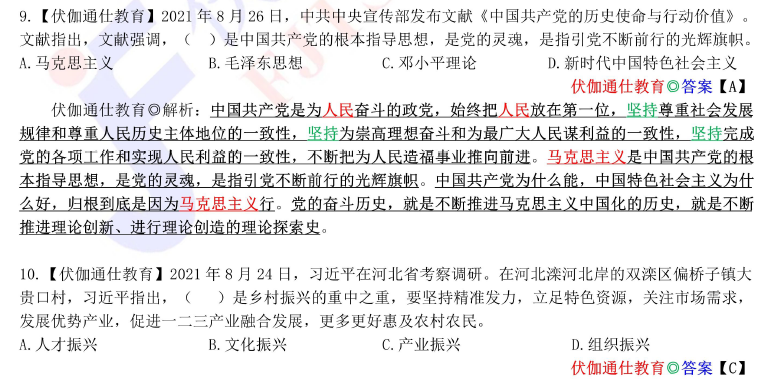 9.【伏伽通仕教育】2021 年 8 月 26 日，中共中央宣传部发布文献《中国共产党的历史使命与行动价值》。
文献指出，文献强调，（ ）是中国共产党的根本指导思想，是党的灵魂，是指引党不断前行的光辉旗帜。
A.马克思主义 B.毛泽东思想 C.邓小平理论 D.新时代中国特色社会主义
伏伽通仕教育◎答案【A】
伏伽通仕教育◎解析：中国共产党是为人民奋斗的政党，始终把人民放在第一位，坚持尊重社会发展
规律和尊重人民历史主体地位的一致性，坚持为崇高理想奋斗和为最广大人民谋利益的一致性，坚持完成
党的各项工作和实现人民利益的一致性，不断把为人民造福事业推向前进。马克思主义是中国共产党的根
本指导思想，是党的灵魂，是指引党不断前行的光辉旗帜。中国共产党为什么能，中国特色社会主义为什
么好，归根到底是因为马克思主义行。党的奋斗历史，就是不断推进马克思主义中国化的历史，就是不断
推进理论创新、进行理论创造的理论探索史。
10.【伏伽通仕教育】2021 年 8 月 24 日，习近平在河北省考察调研。在河北滦河北岸的双滦区偏桥子镇大
贵口村，习近平指出，（ ）是乡村振兴的重中之重，要坚持精准发力，立足特色资源，关注市场需求，
发展优势产业，促进一二三产业融合发展，更多更好惠及农村农民。
A.人才振兴 B.文化振兴 C.产业振兴 D.组织振兴
伏伽通仕教育◎答案【C】